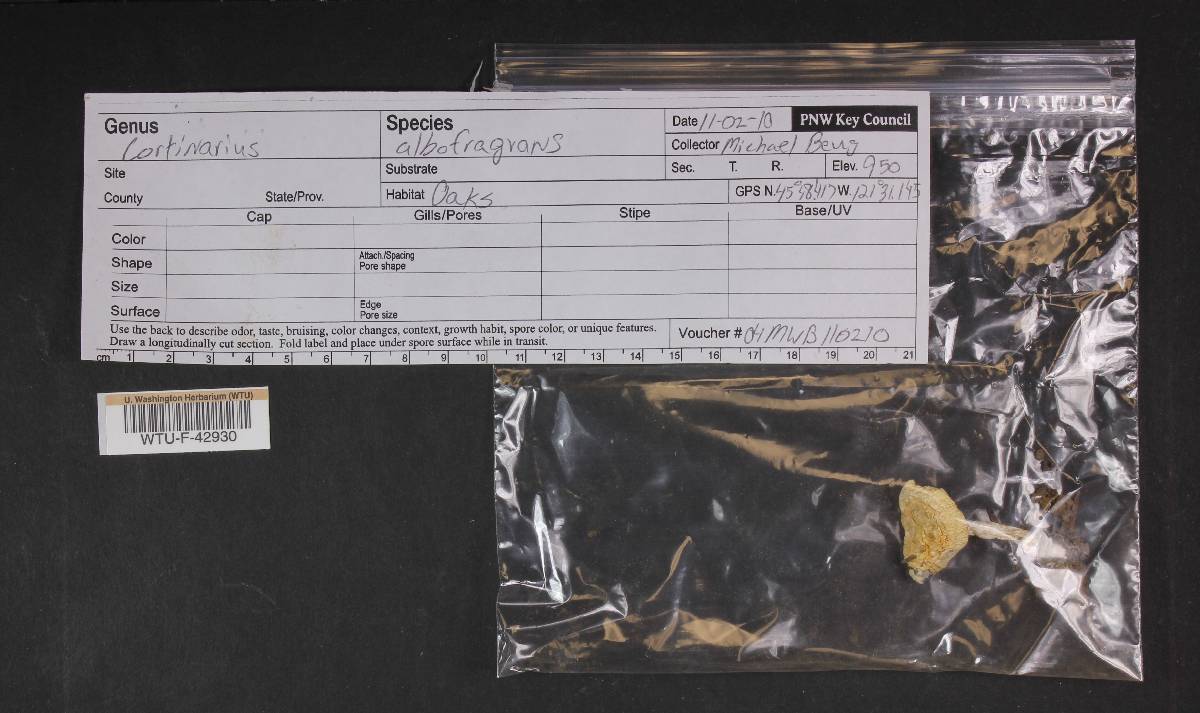 Genus Cortinarius Species albofragrans Date 11-02-10 PNW Key Council
Collector Michael Beug
Site Substrate Sec. T. R. Elev. 950
County State/Prov. Habitat Oaks GPS N. 45°38.417 W. 121°31.145
Cap Gills/Pores Stipe Base/UV
Color
Shape Attach./Spacing
Pore shape
Size
Surface Edge
Pore size
Use the back to describe odor, taste, bruising, color changes, context, growth habit, spore color, or unique features.
Draw a longitudinally cut section. Fold label and place under spore surface while in transit.
Voucher # 04MWB110210
cm 1 2 3 4 5 6 7 8 9 10 11 12 13 14 15 16 17 18 19 20 21
U. Washington Herbarium (WTU)
WTU-F-42930